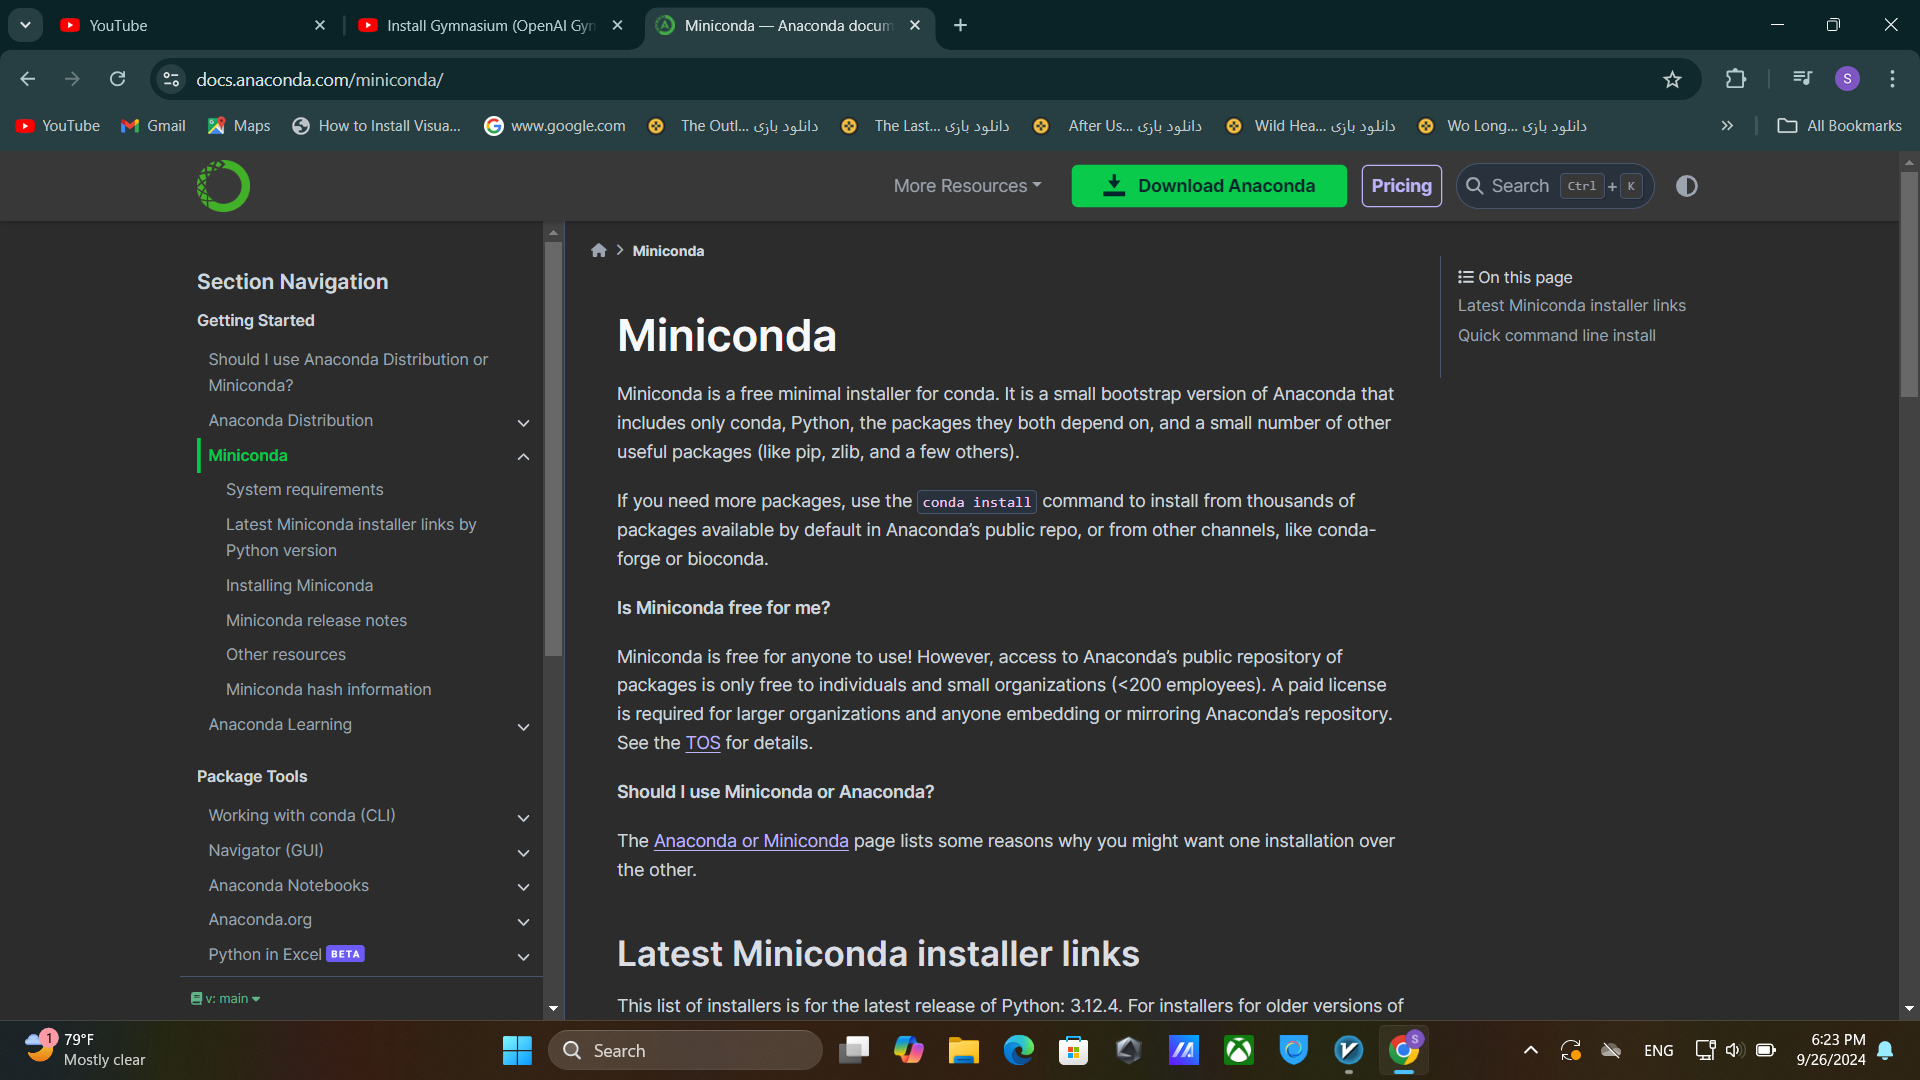 YouTube
Install Gymnasium (OpenAI Gyn
Miniconda — Anaconda docum
docs.anaconda.com/miniconda/
YouTube
Gmail
Maps
How to Install Visua...
www.google.com
دانلود بازی The Outl...
دانلود بازی The Last...
دانلود بازی After Us...
دانلود بازی Wild Hea...
دانلود بازی Wo Long...
All Bookmarks
S
More Resources
Download Anaconda
Pricing
Search Ctrl + K
Section Navigation
Getting Started
Should I use Anaconda Distribution or
Miniconda?
Anaconda Distribution
Miniconda
System requirements
Latest Miniconda installer links by
Python version
Installing Miniconda
Miniconda release notes
Other resources
Miniconda hash information
Anaconda Learning
Package Tools
Working with conda (CLI)
Navigator (GUI)
Anaconda Notebooks
Anaconda.org
Python in Excel BETA
v: main
Miniconda
Miniconda
Miniconda is a free minimal installer for conda. It is a small bootstrap version of Anaconda that
includes only conda, Python, the packages they both depend on, and a small number of other
useful packages (like pip, zlib, and a few others).
If you need more packages, use the conda install command to install from thousands of
packages available by default in Anaconda's public repo, or from other channels, like conda-
forge or bioconda.
Is Miniconda free for me?
Miniconda is free for anyone to use! However, access to Anaconda's public repository of
packages is only free to individuals and small organizations (<200 employees). A paid license
is required for larger organizations and anyone embedding or mirroring Anaconda's repository.
See the TOS for details.
Should I use Miniconda or Anaconda?
The Anaconda or Miniconda page lists some reasons why you might want one installation over
the other.
Latest Miniconda installer links
This list of installers is for the latest release of Python: 3.12.4. For installers for older versions of
On this page
Latest Miniconda installer links
Quick command line install
1
79°F
Mostly clear
Search
S
ENG
6:23 PM
9/26/2024